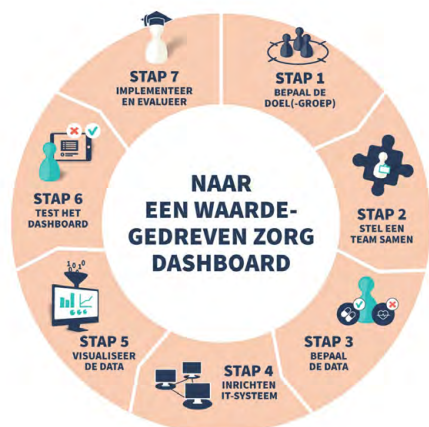 NAAR
EEN WAARDE-
GEDREVEN ZORG
DASHBOARD
STAP 1
BEPAAL DE
DOEL(-GROEP)
STAP 2
STEL EEN
TEAM SAMEN
STAP 3
BEPAAL
DE DATA
STAP 4
INRICHTEN
IT-SYSTEEM
STAP 5
VISUALISEER
DE DATA
STAP 6
TEST HET
DASHBOARD
STAP 7
IMPLEMENTEER
EN EVALUEER